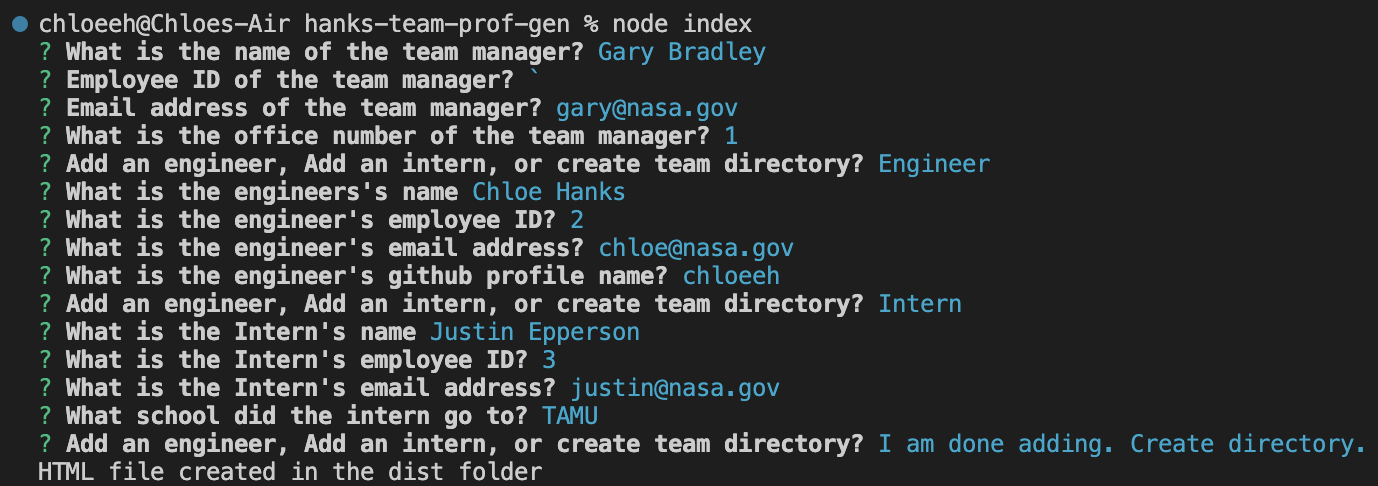 chloeeh@Chloes-Air hanks-team-prof-gen % node index
? What is the name of the team manager? Gary Bradley
? Employee ID of the team manager? `
? Email address of the team manager? gary@nasa.gov
? What is the office number of the team manager? 1
? Add an engineer, Add an intern, or create team directory? Engineer
? What is the engineers's name Chloe Hanks
? What is the engineer's employee ID? 2
? What is the engineer's email address? chloe@nasa.gov
? What is the engineer's github profile name? chloeeh
? Add an engineer, Add an intern, or create team directory? Intern
? What is the Intern's name Justin Epperson
? What is the Intern's employee ID? 3
? What is the Intern's email address? justin@nasa.gov
? What school did the intern go to? TAMU
? Add an engineer, Add an intern, or create team directory? I am done adding. Create directory.
HTML file created in the dist folder